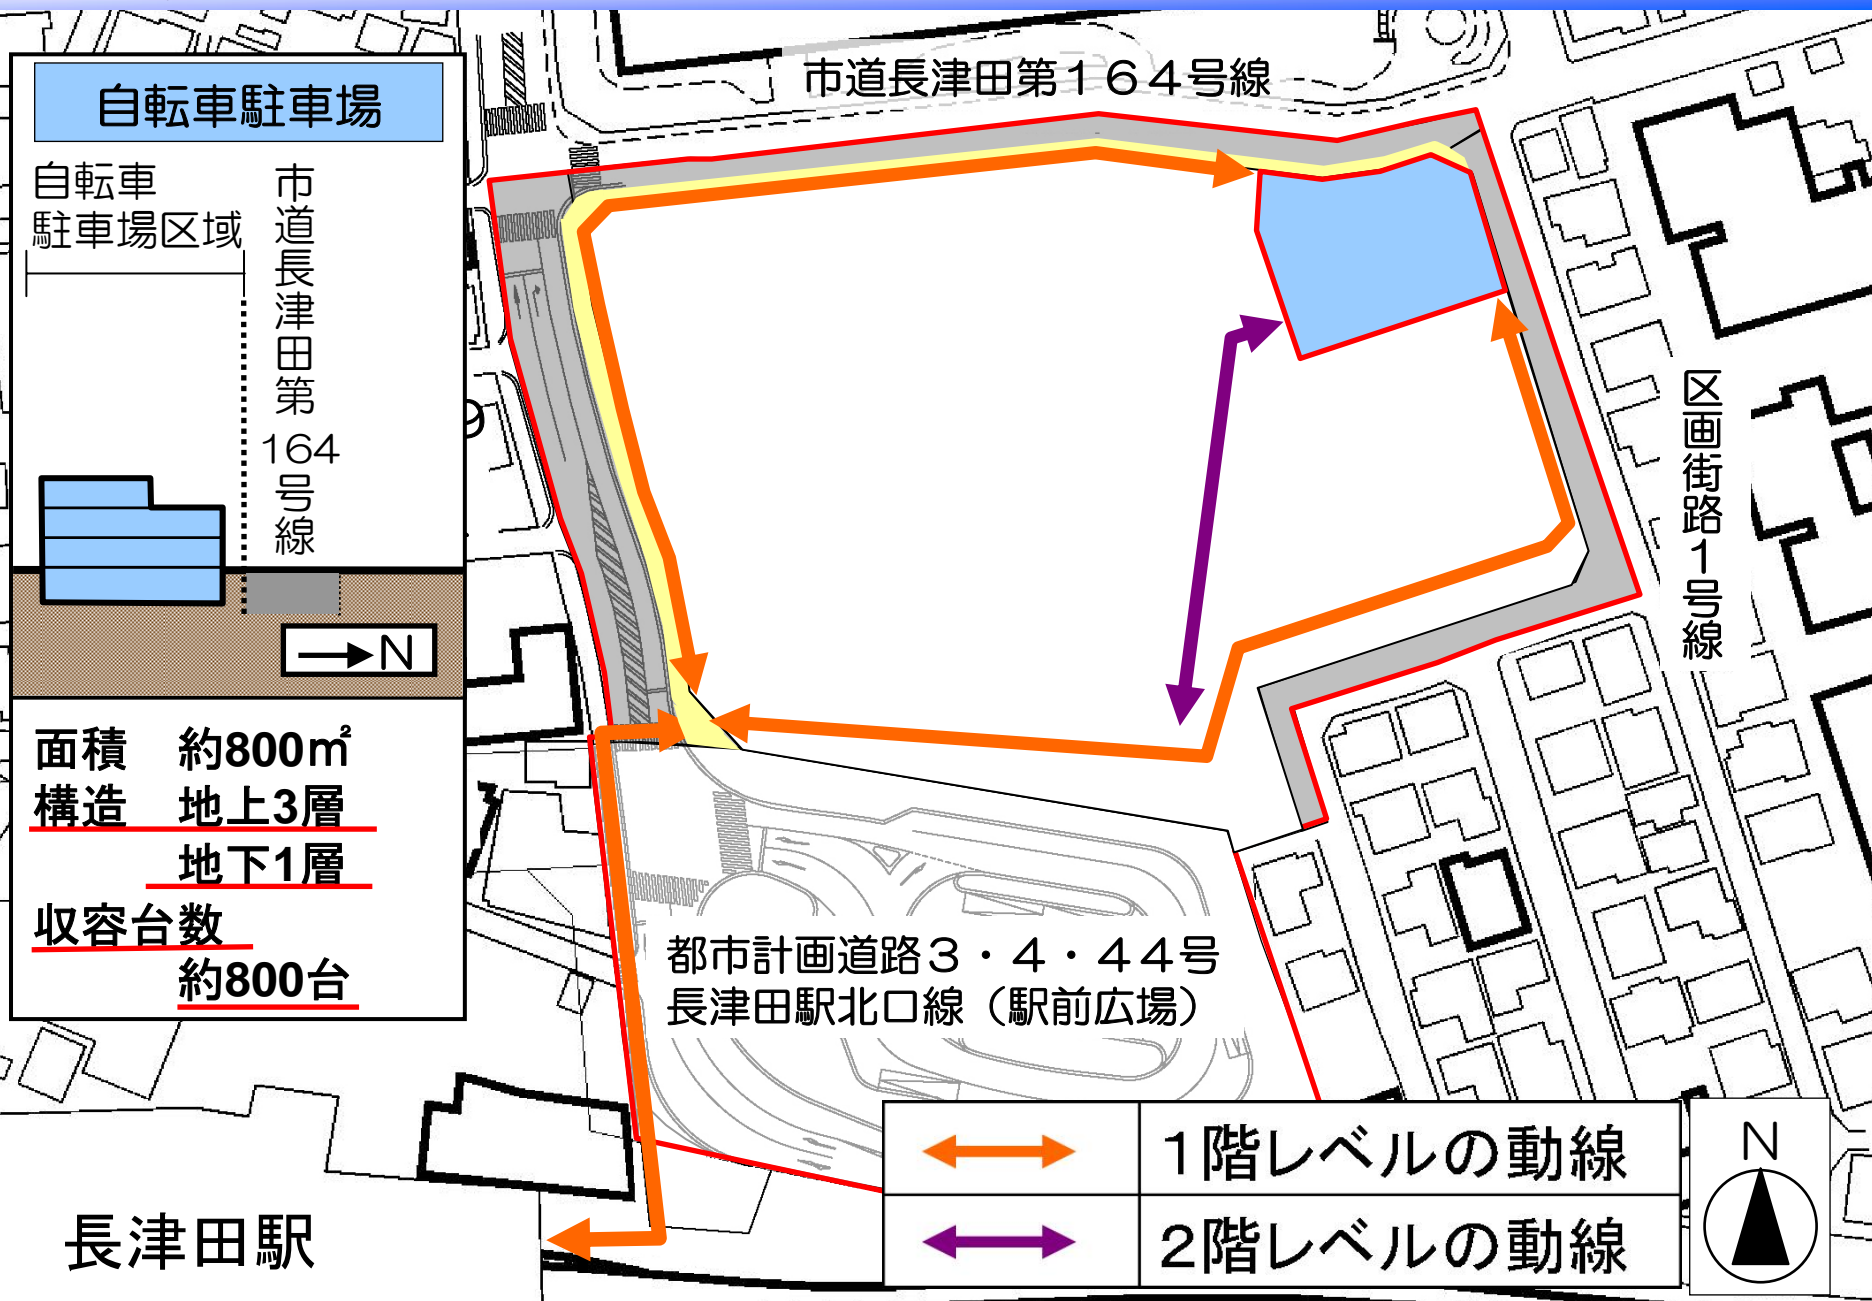 市道長津田第１６４号線
自転車駐車場
自転車
駐車場区域
市道長津田第
164
号線
N
面積 約800㎡
構造 地上3層
地下1層
収容台数
約800台
区画街路１号線
都市計画道路３・４・４４号
長津田駅北口線（駅前広場）
長津田駅
１階レベルの動線
２階レベルの動線
N